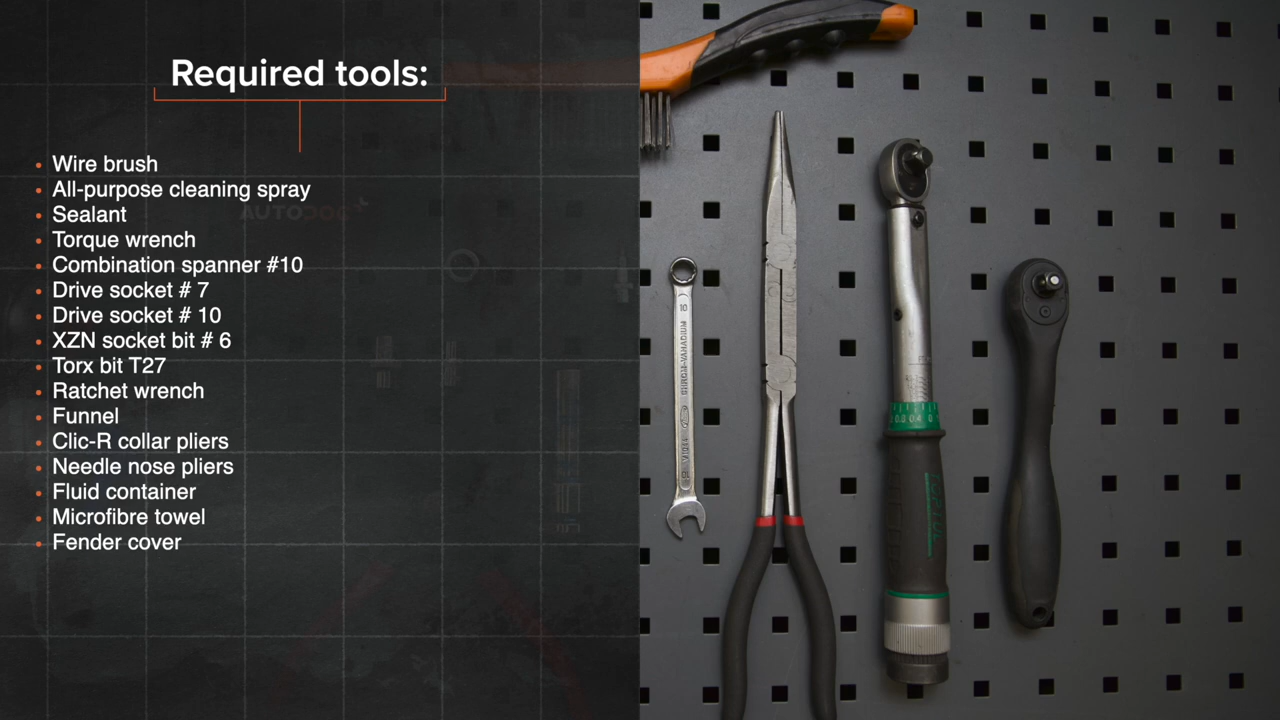 Required tools:
Wire brush
All-purpose cleaning spray
Sealant
Torque wrench
Combination spanner #10
Drive socket # 7
Drive socket # 10
XZN socket bit # 6
Torx bit T27
Ratchet wrench
Funnel
Clic-R collar pliers
Needle nose pliers
Fluid container
Microfibre towel
Fender cover
CHROM-VANADIUM